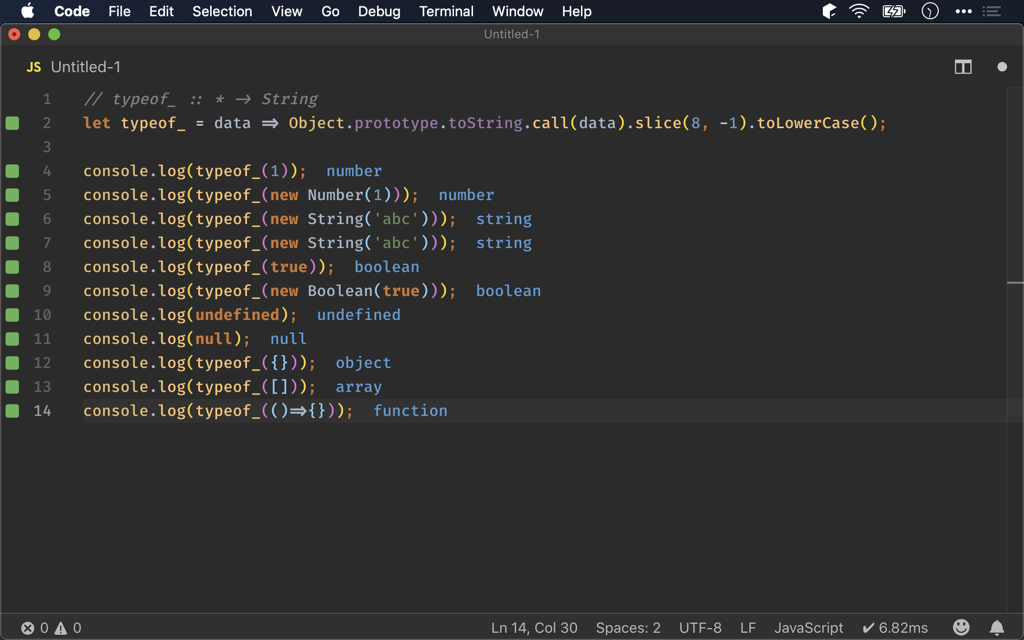 Code File Edit Selection View Go Debug Terminal Window Help
Untitled-1
JS Untitled-1
1 // typeof_ :: * → String
2 let typeof_ = data ⇒ Object.prototype.toString.call(data).slice(8, -1).toLowerCase();
3
4 console.log(typeof_(1)); number
5 console.log(typeof_(new Number(1))); number
6 console.log(typeof_(new String('abc'))); string
7 console.log(typeof_(new String('abc'))); string
8 console.log(typeof_(true)); boolean
9 console.log(typeof_(new Boolean(true))); boolean
10 console.log(undefined); undefined
11 console.log(null); null
12 console.log(typeof_({})); object
13 console.log(typeof_([])); array
14 console.log(typeof_(()⇒{})); function
0 0 Ln 14, Col 30 Spaces: 2 UTF-8 LF JavaScript ✔ 6.82ms